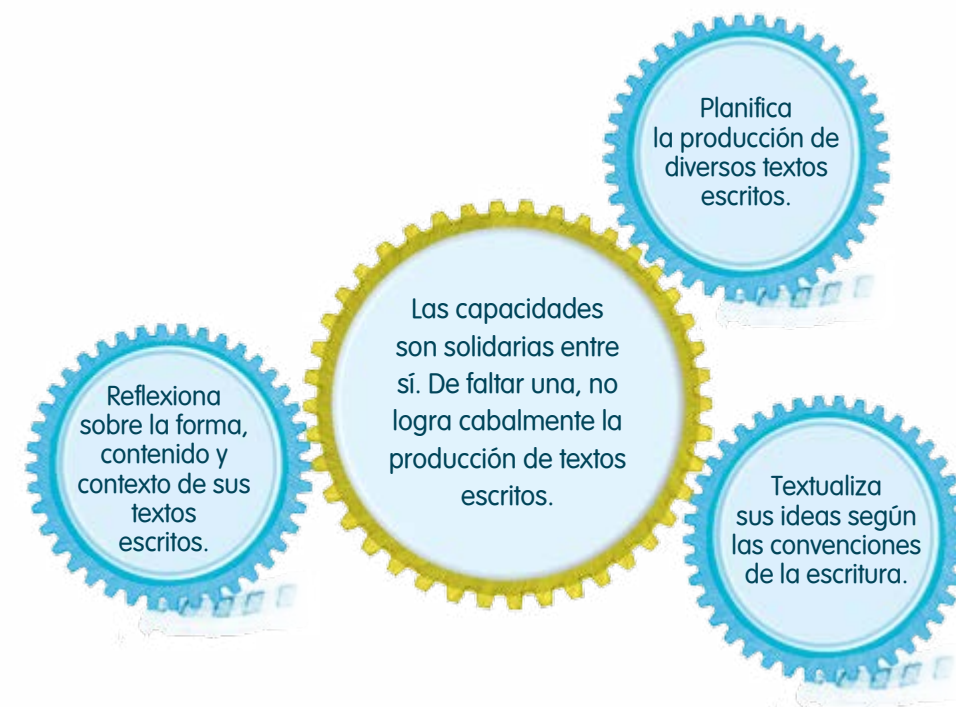 Planifica
la producción de
diversos textos
escritos.
Las capacidades
son solidarias entre
sí. De faltar una, no
logra cabalmente la
producción de textos
escritos.
Reflexiona
sobre la forma,
contenido y
contexto de sus
textos
escritos.
Textualiza
sus ideas según
las convenciones
de la escritura.